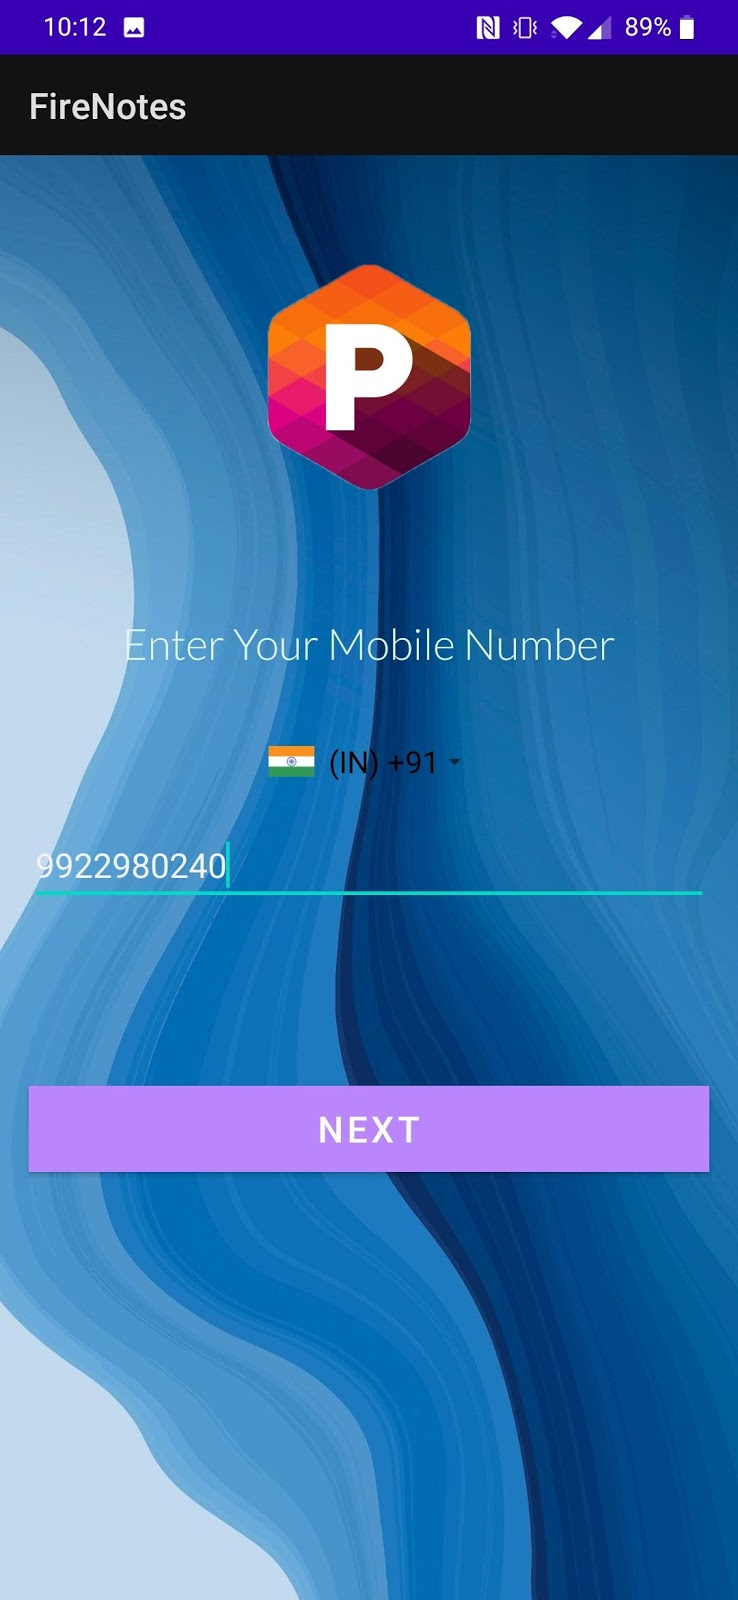 10:12 89%
FireNotes
P
Enter Your Mobile Number
(IN) +91
9922980240
NEXT